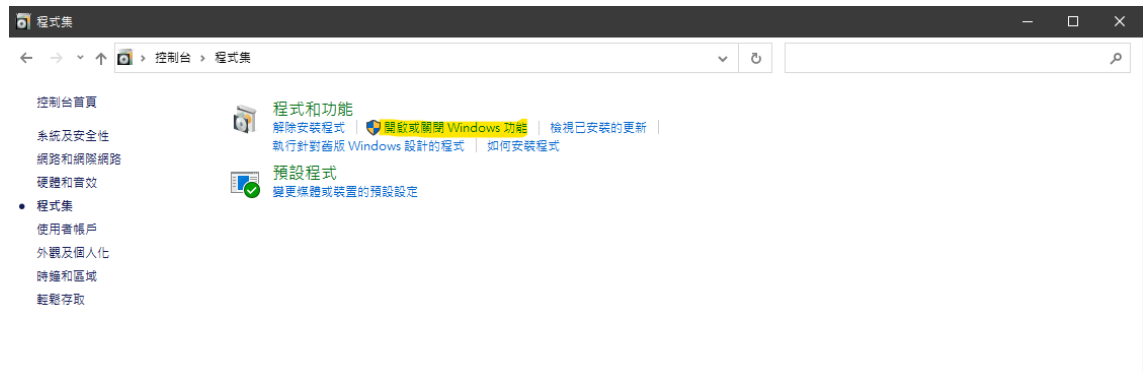 程式集
控制台 › 程式集
控制台首頁
系統及安全性
網路和網際網路
硬體和音效
程式集
使用者帳戶
外觀及個人化
時鐘和區域
輕鬆存取
程式和功能
解除安裝程式 開啟或關閉 Windows 功能 檢視已安裝的更新
執行針對舊版 Windows 設計的程式 如何安裝程式
預設程式
變更媒體或裝置的預設設定